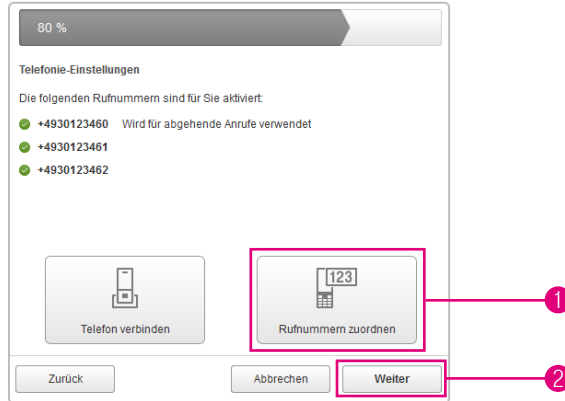 80 %
Telefonie-Einstellungen
Die folgenden Rufnummern sind für Sie aktiviert:
+4930123460 Wird für abgehende Anrufe verwendet
+4930123461
+4930123462
123
Telefon verbinden
Rufnummern zuordnen
1
Zurück
Abbrechen
Weiter
2